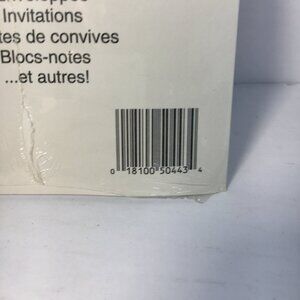 Invitations
tes de convives
Blocs-notes
...et autres!
0 18100 50443 4